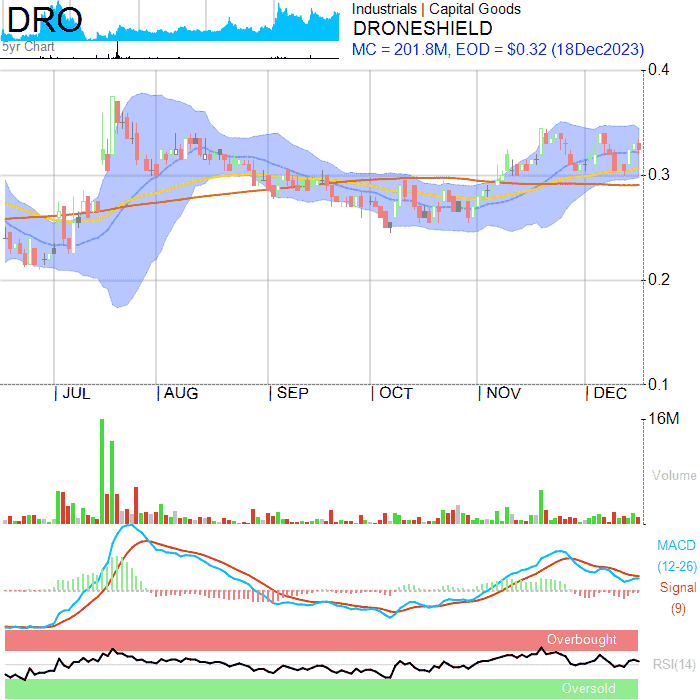 DRO
5yr Chart
Industrials | Capital Goods
DRONESHIELD
MC = 201.8M, EOD = $0.32 (18Dec2023)
0.4
0.3
0.2
0.1
JUL AUG SEP OCT NOV DEC
16M
Volume
MACD
(12-26)
Signal
(9)
Overbought
RSI(14)
Oversold